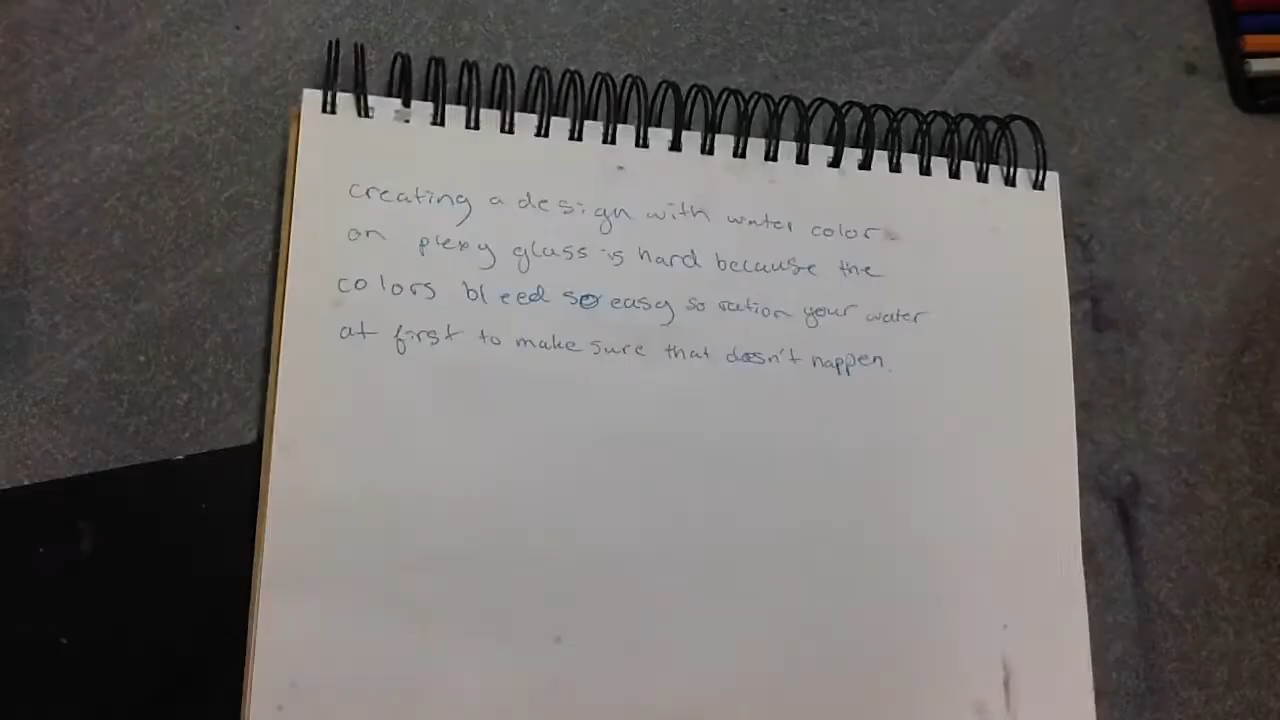 creating a design with water color
on plexy glass is hard because the
colors bleed so easy so ration your water
at first to make sure that doesn't happen.